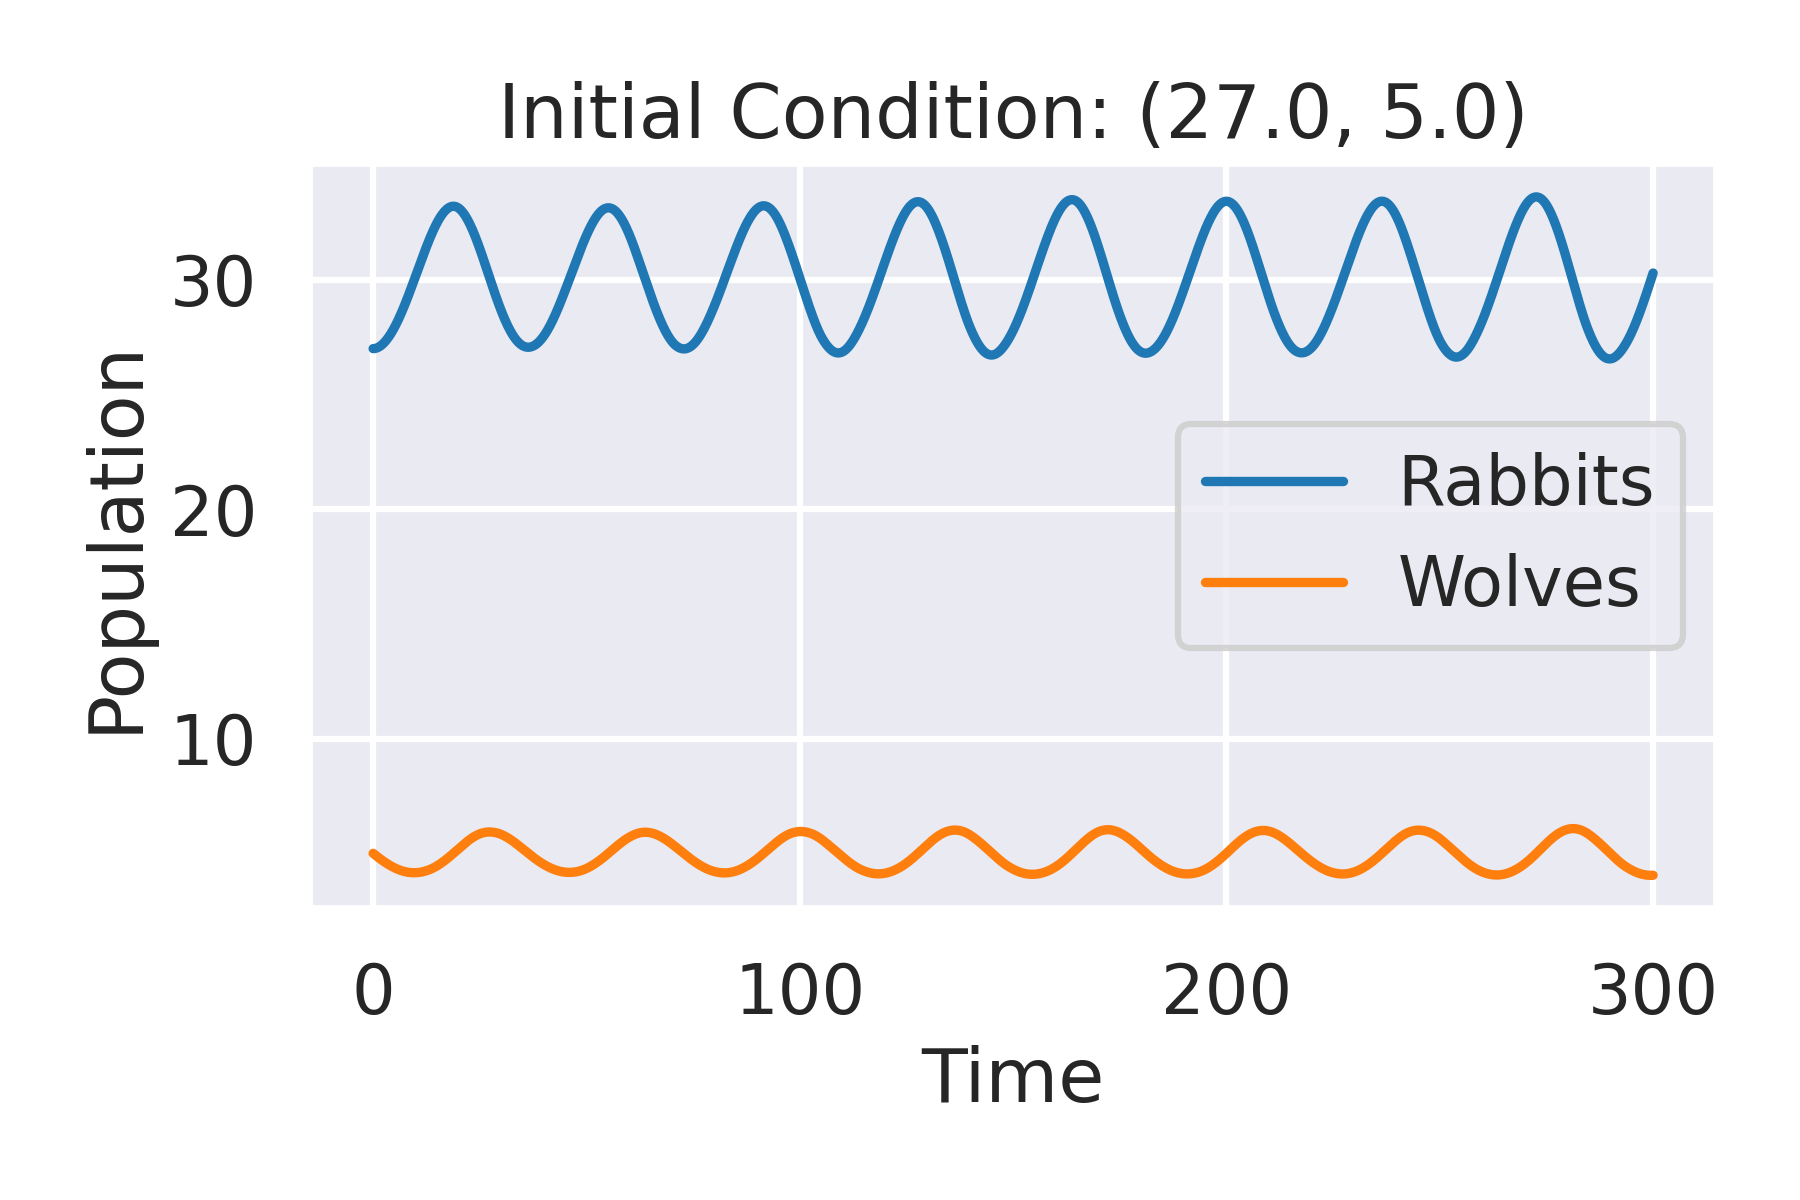 Initial Condition: (27.0, 5.0)
Population
30
20
10
Rabbits
Wolves
0
100
200
300
Time